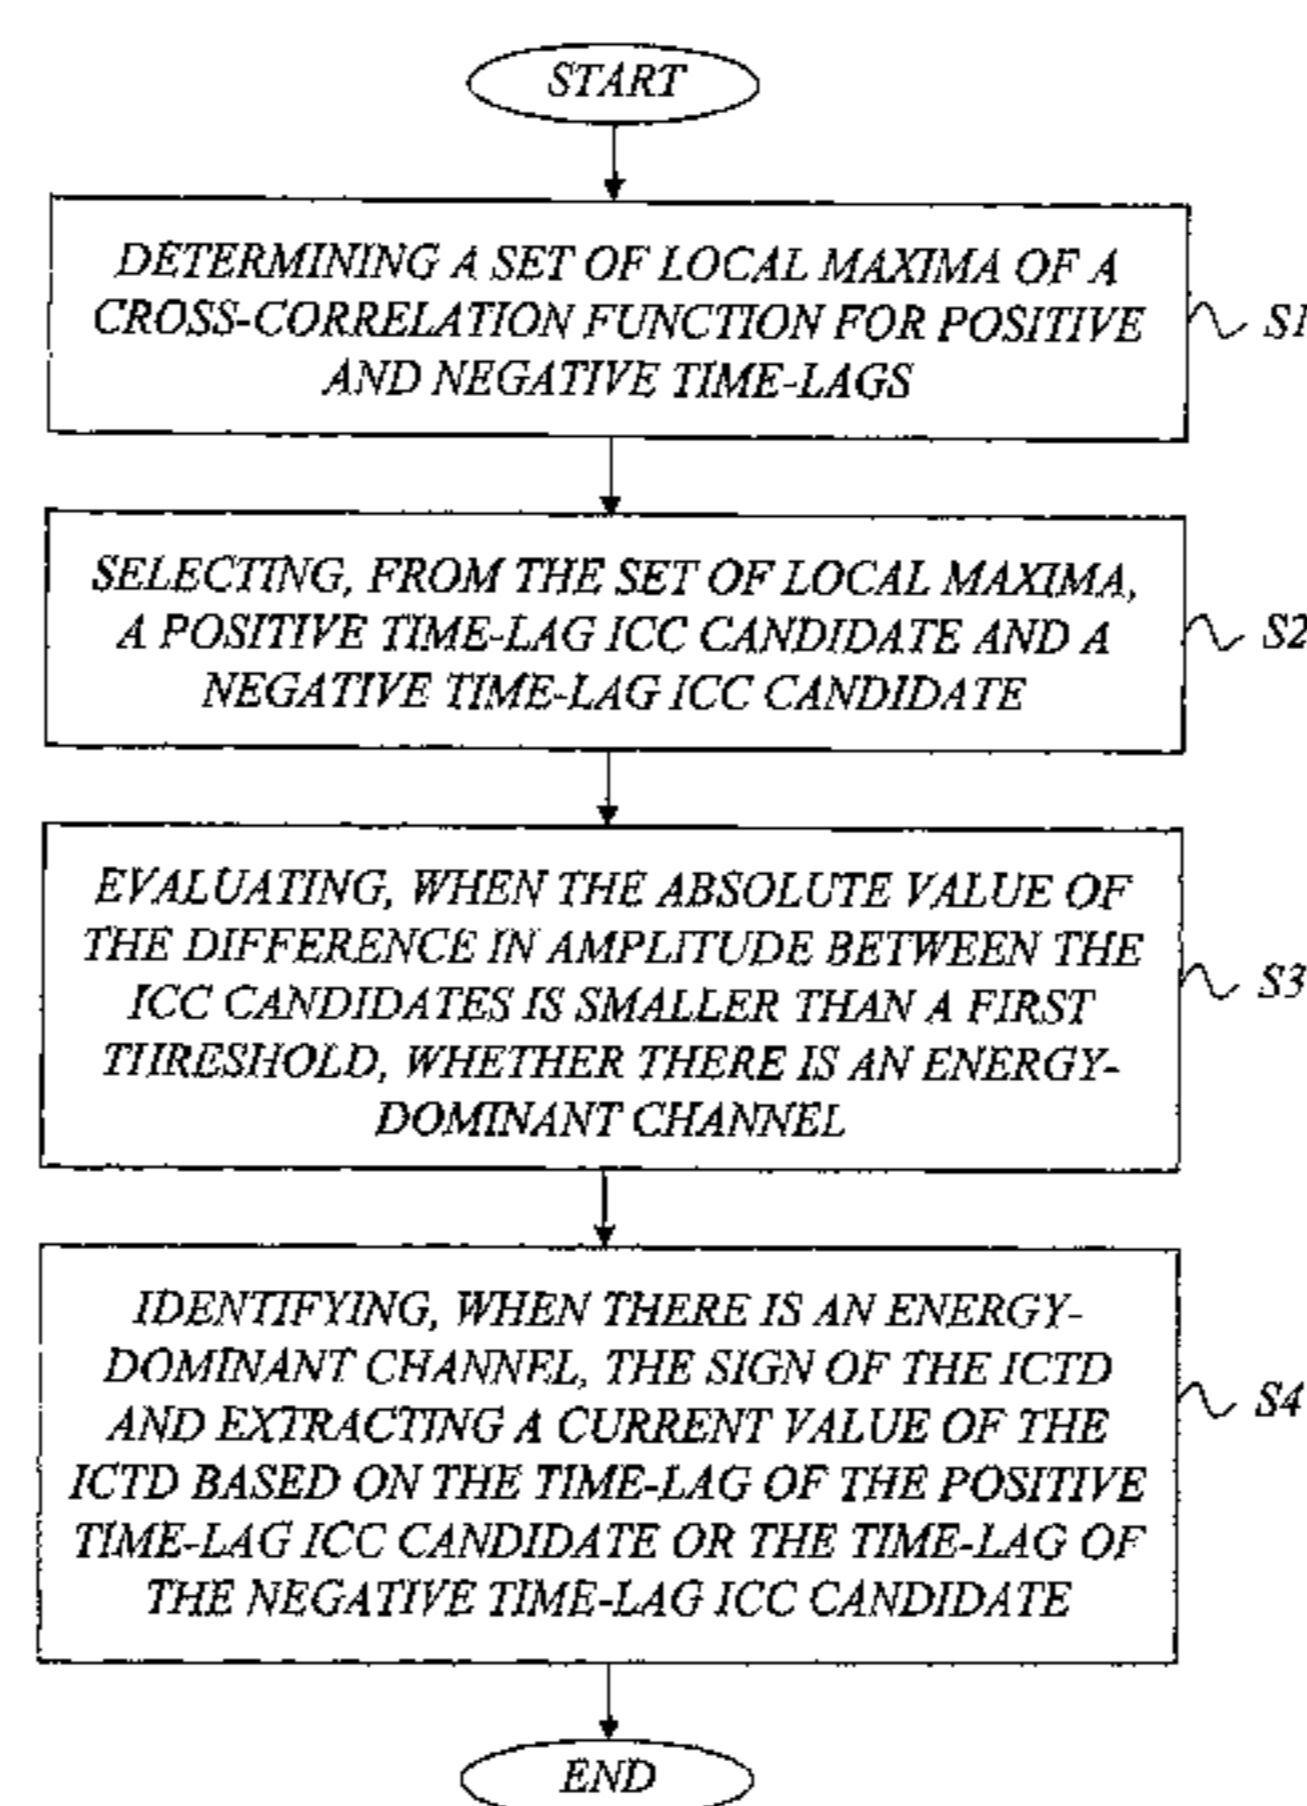 START
DETERMINING A SET OF LOCAL MAXIMA OF A
CROSS-CORRELATION FUNCTION FOR POSITIVE
AND NEGATIVE TIME-LAGS
S1
SELECTING, FROM THE SET OF LOCAL MAXIMA,
A POSITIVE TIME-LAG ICC CANDIDATE AND A
NEGATIVE TIME-LAG ICC CANDIDATE
S2
EVALUATING, WHEN THE ABSOLUTE VALUE OF
THE DIFFERENCE IN AMPLITUDE BETWEEN THE
ICC CANDIDATES IS SMALLER THAN A FIRST
THRESHOLD, WHETHER THERE IS AN ENERGY-
DOMINANT CHANNEL
S3
IDENTIFYING, WHEN THERE IS AN ENERGY-
DOMINANT CHANNEL, THE SIGN OF THE ICTD
AND EXTRACTING A CURRENT VALUE OF THE
ICTD BASED ON THE TIME-LAG OF THE POSITIVE
TIME-LAG ICC CANDIDATE OR THE TIME-LAG OF
THE NEGATIVE TIME-LAG ICC CANDIDATE
S4
END